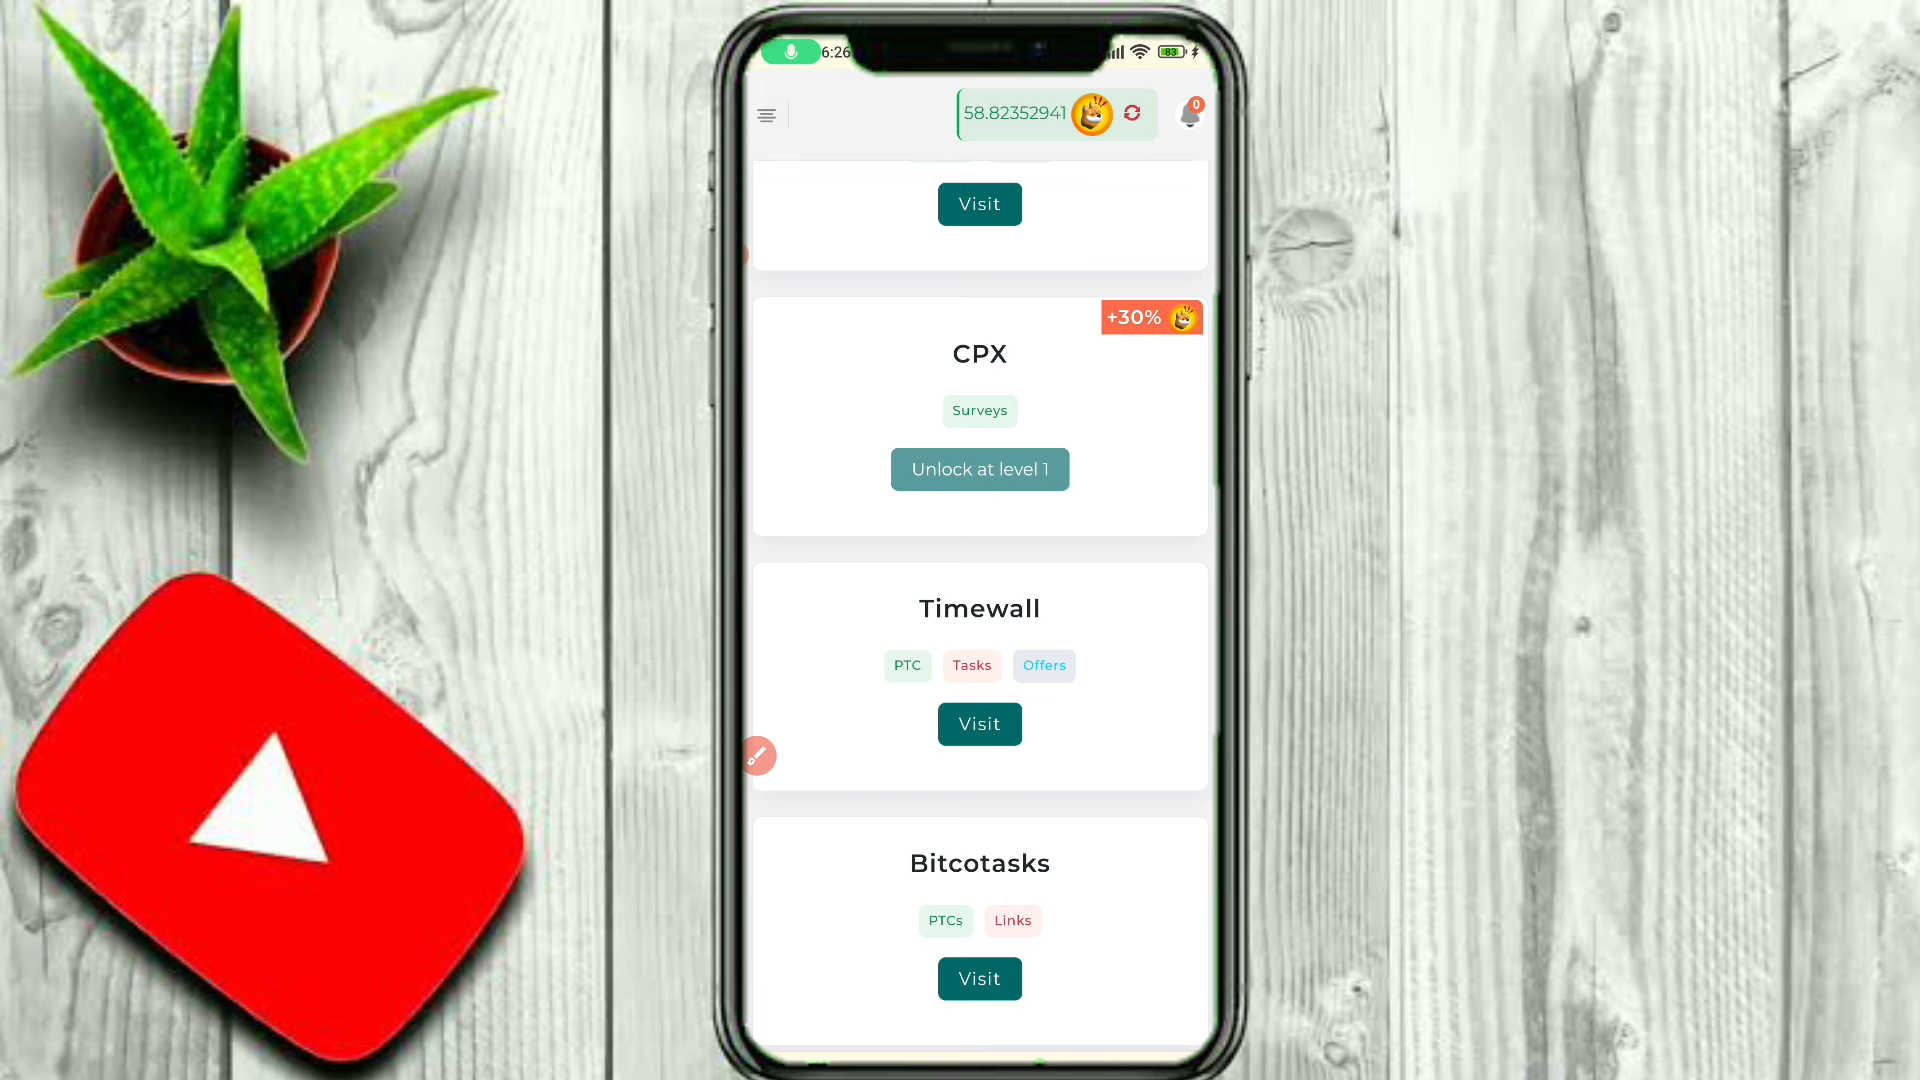 6:26
83
58.82352941
0
Visit
+30%
CPX
Surveys
Unlock at level 1
Timewall
PTC Tasks Offers
Visit
Bitcotasks
PTCs Links
Visit